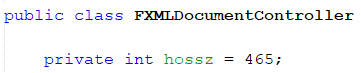 public class FXMLDocumentController
private int hossz = 465;